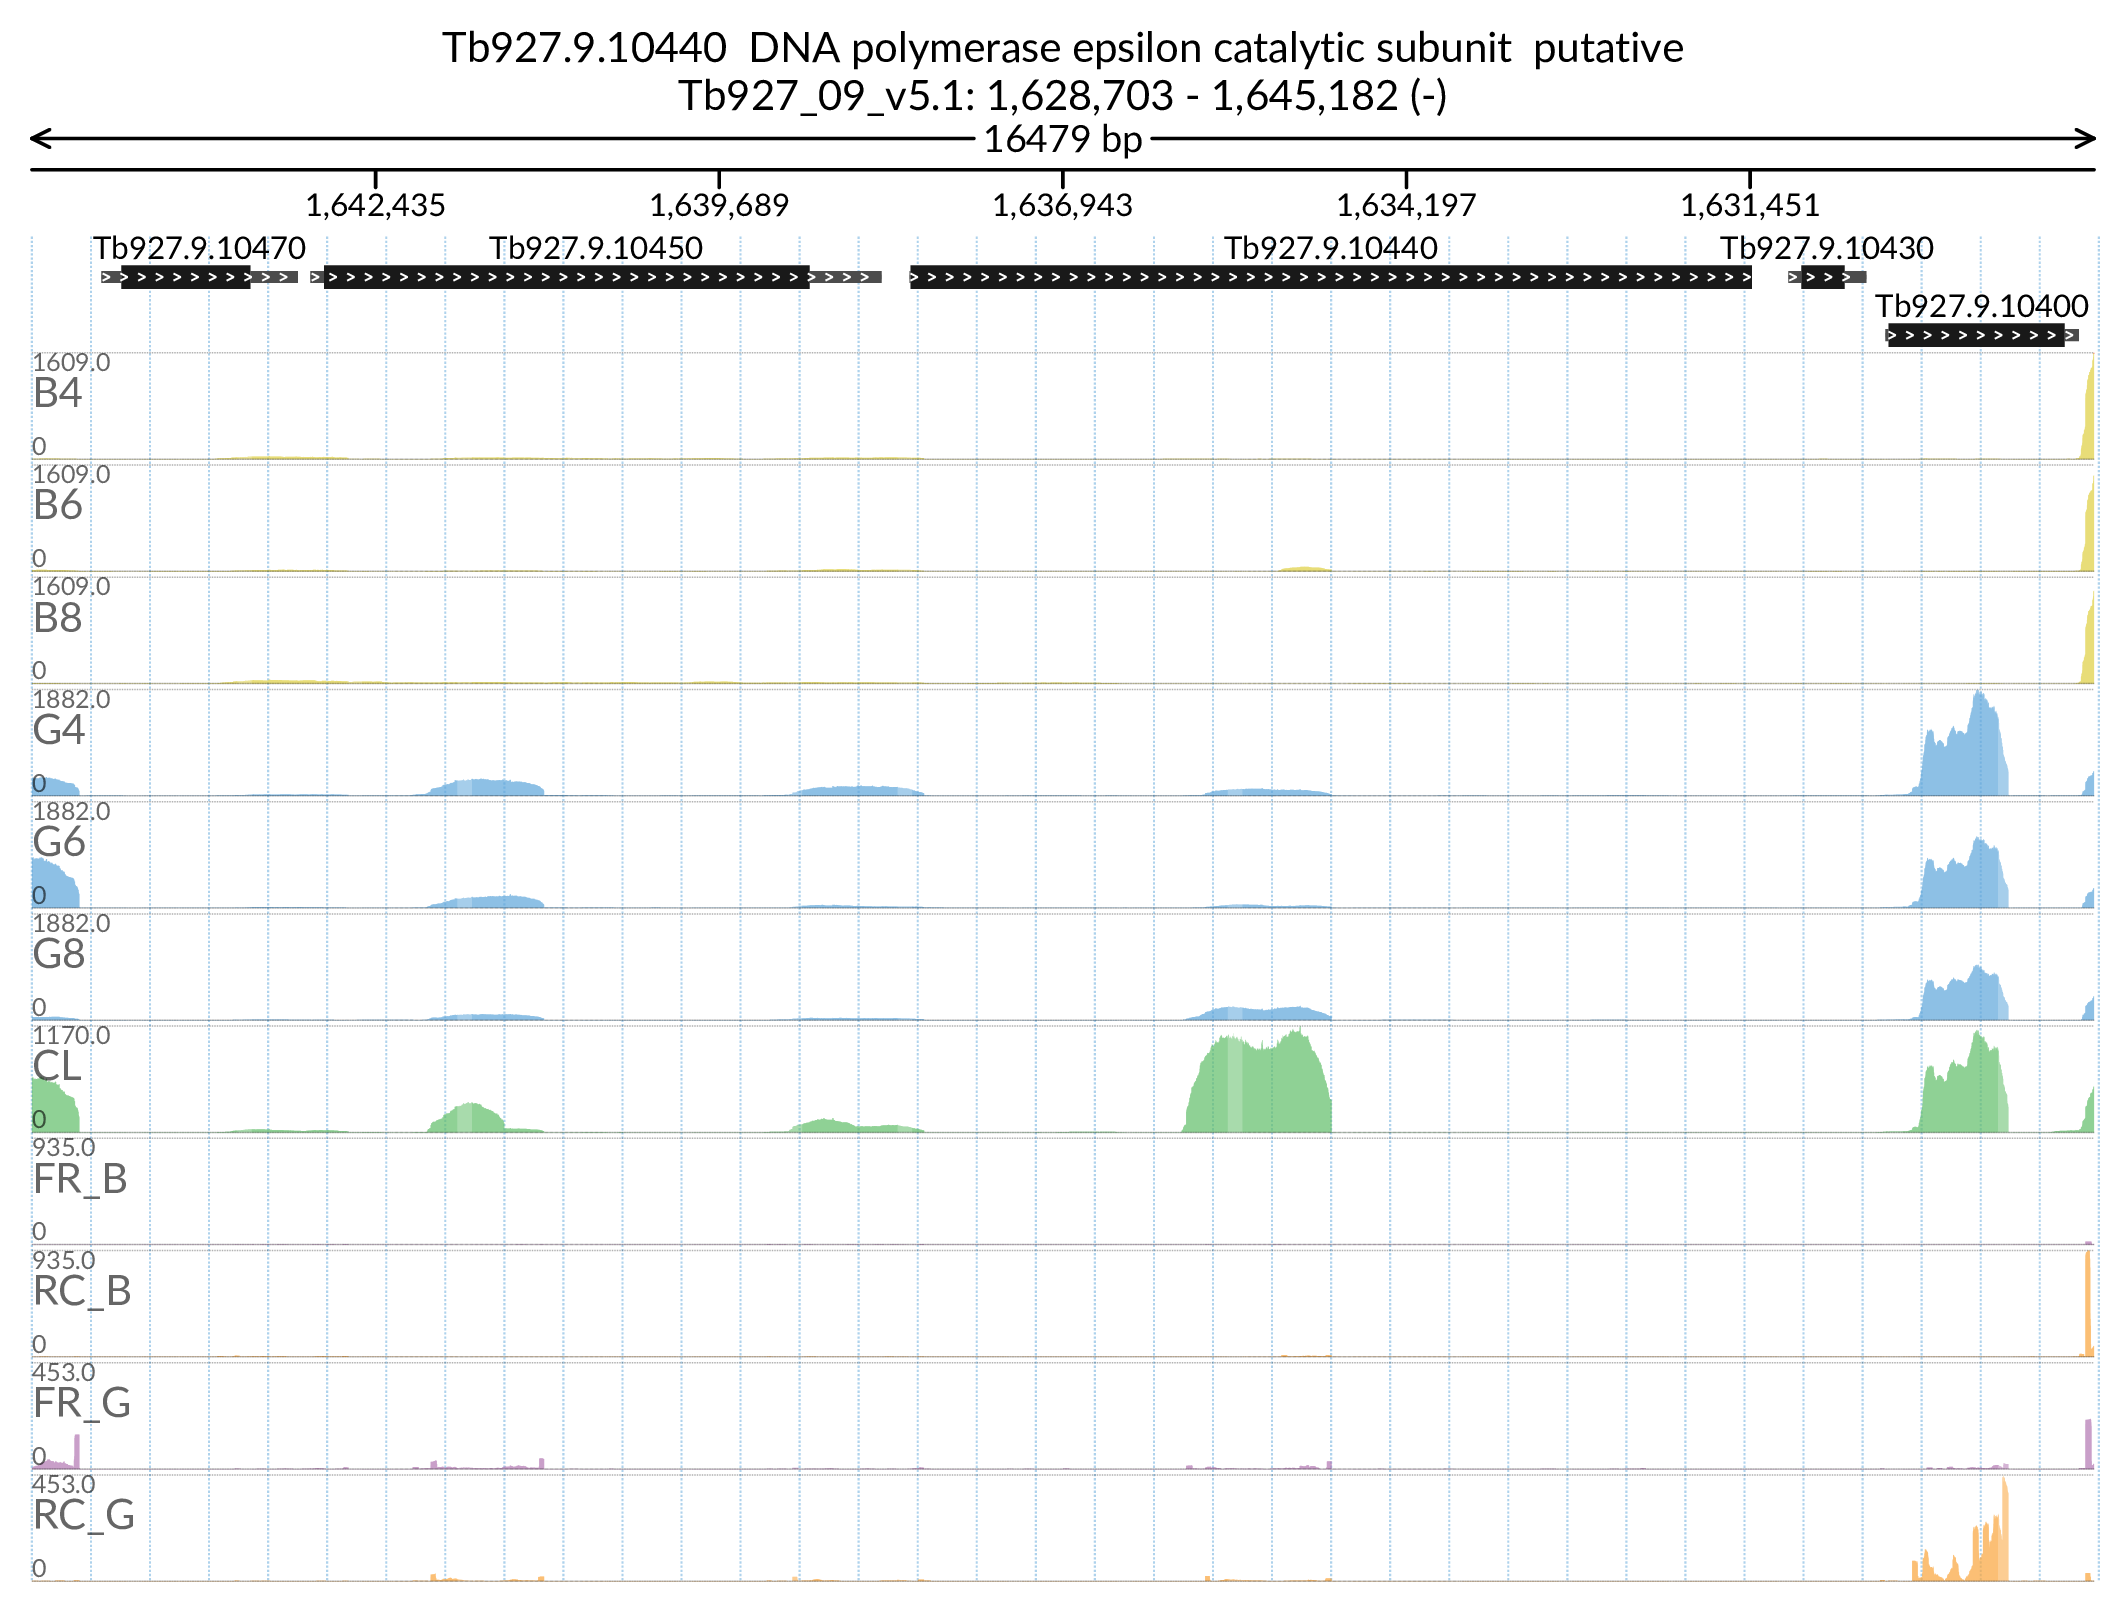 Tb927.9.10440  DNA polymerase epsilon catalytic subunit  putative
Tb927_09_v5.1: 1,628,703 - 1,645,182 (-)
16479 bp
1,642,435 1,639,689 1,636,943 1,634,197 1,631,451
Tb927.9.10470 Tb927.9.10450 Tb927.9.10440 Tb927.9.10430
Tb927.9.10400
1609.0
B4
0
1609.0
B6
0
1609.0
B8
0
1882.0
G4
0
1882.0
G6
0
1882.0
G8
0
1170.0
CL
0
935.0
FR_B
0
935.0
RC_B
0
453.0
FR_G
0
453.0
RC_G
0